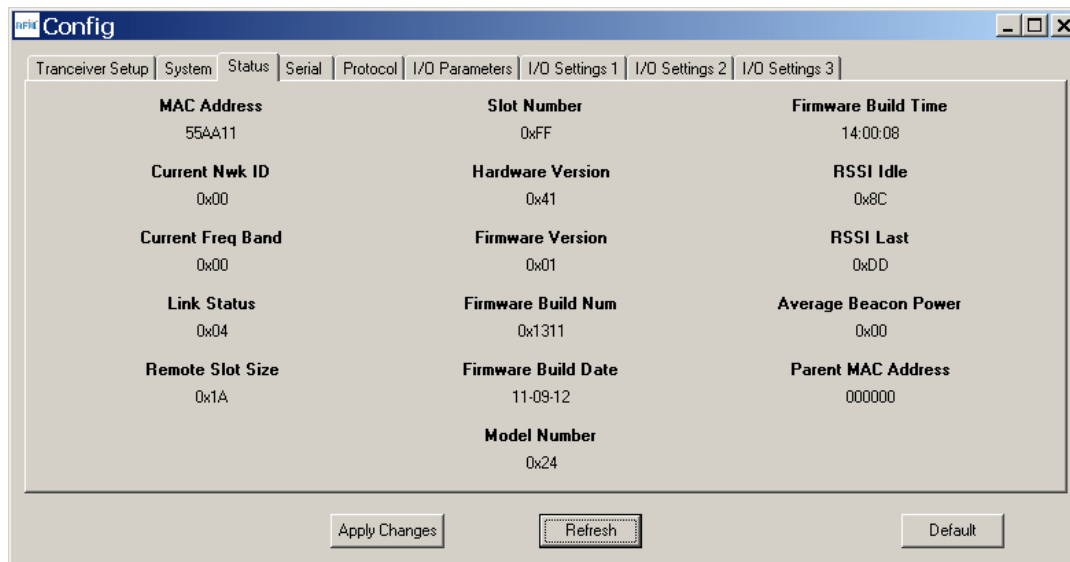 RFM Config
Tranceiver Setup System Status Serial Protocol I/O Parameters I/O Settings 1 I/O Settings 2 I/O Settings 3
MAC Address Slot Number Firmware Build Time
55AA11 0xFF 14:00:08
Current Nwk ID Hardware Version RSSI Idle
0x00 0x41 0x8C
Current Freq Band Firmware Version RSSI Last
0x00 0x01 0xDD
Link Status Firmware Build Num Average Beacon Power
0x04 0x1311 0x00
Remote Slot Size Firmware Build Date Parent MAC Address
0x1A 11-09-12 000000
Model Number
0x24
Apply Changes Refresh Default